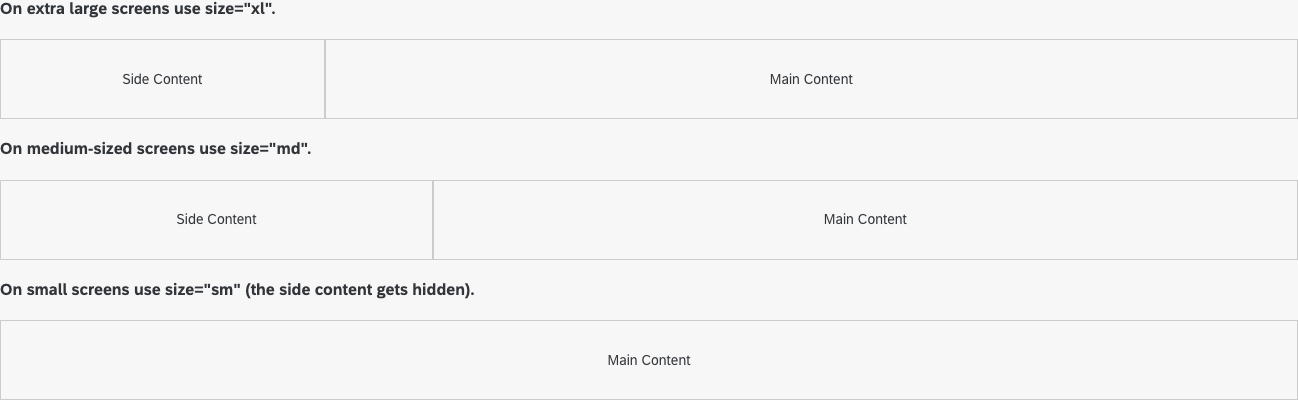 On extra large screens use size="xl".
Side Content
Main Content
On medium-sized screens use size="md".
Side Content
Main Content
On small screens use size="sm" (the side content gets hidden).
Main Content